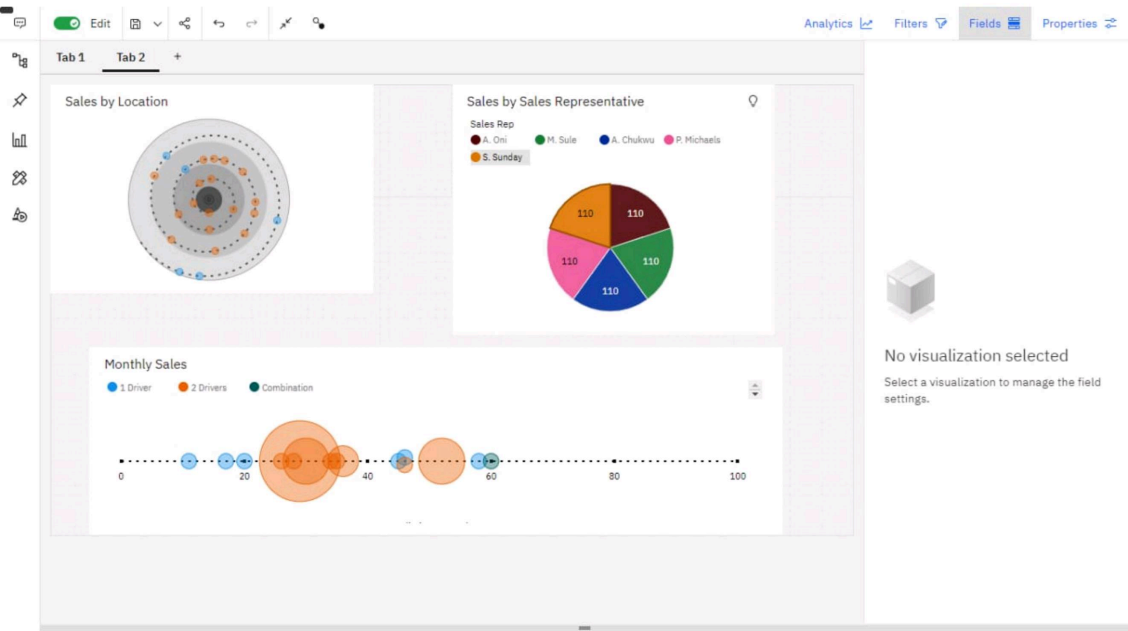 Edit
Analytics Filters Fields Properties
Tab 1 Tab 2 +
Sales by Location
Sales by Sales Representative
Sales Rep
A. Oni M. Sule A. Chukwu P. Michaels
S. Sunday
110 110
110 110
110
No visualization selected
Select a visualization to manage the field
settings.
Monthly Sales
1 Driver 2 Drivers Combination
0 20 40 60 80 100